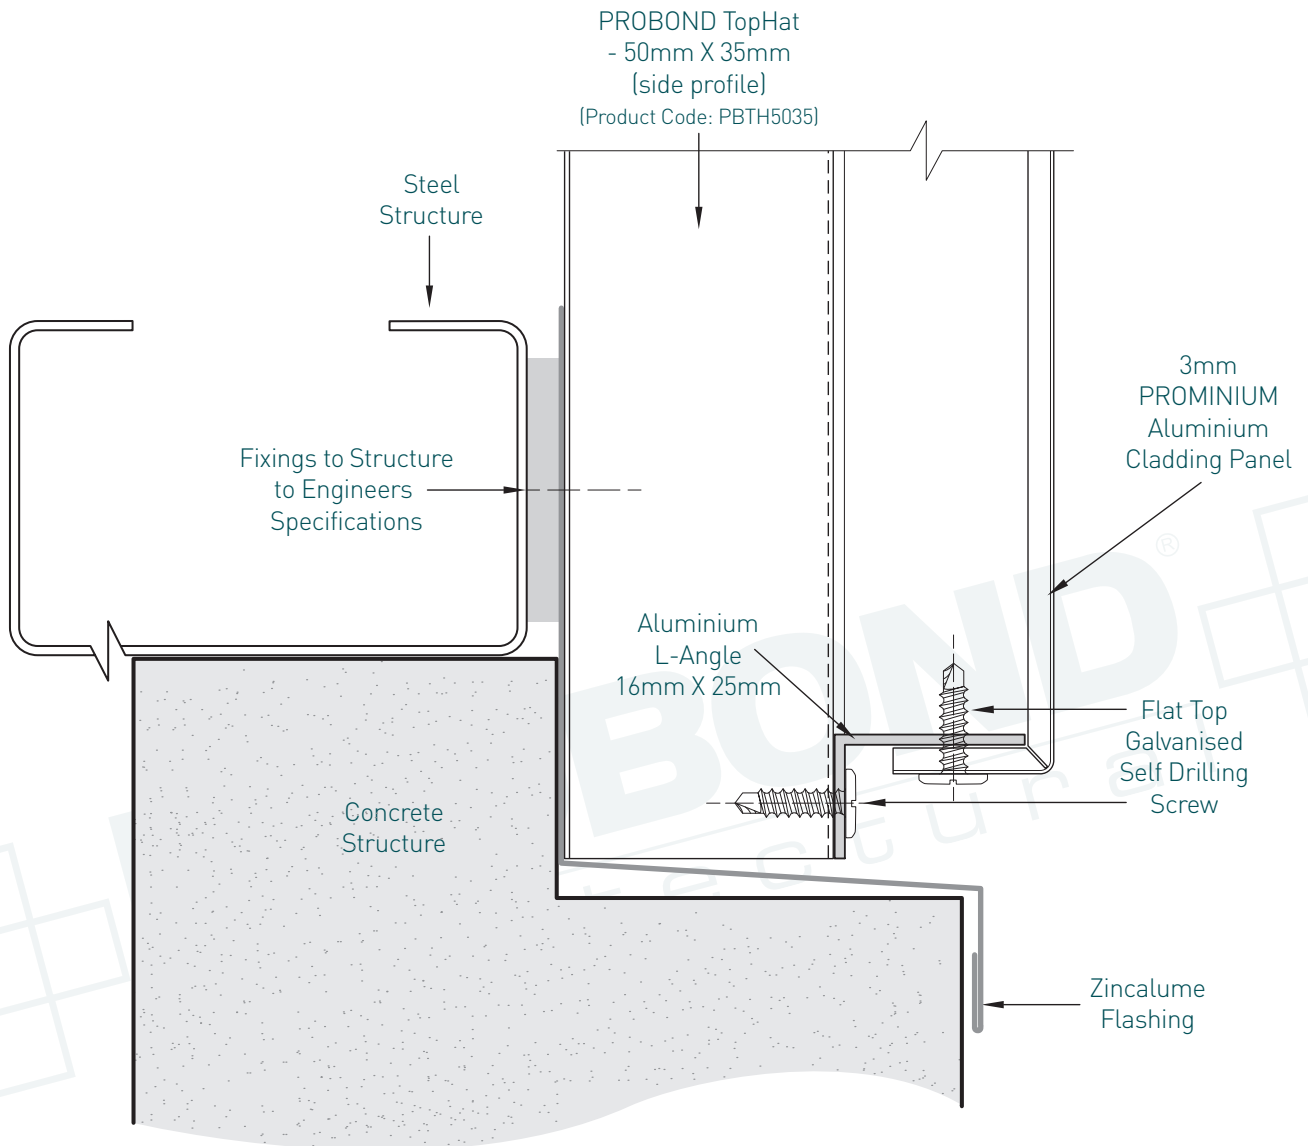 PROBOND TopHat
- 50mm X 35mm
(side profile)
(Product Code: PBTH5035)
Steel
Structure
3mm
PROMINIUM
Aluminium
Cladding Panel
Fixings to Structure
to Engineers
Specifications
Aluminium
L-Angle
16mm X 25mm
Flat Top
Galvanised
Self Drilling
Screw
Concrete
Structure
Zincalume
Flashing
BOND®